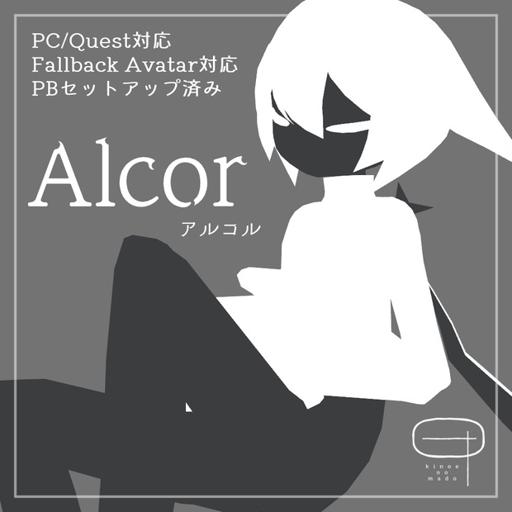 PC/Quest対応
Fallback Avatar対応
PBセットアップ済み
Alcor
アルコル
kinoe
no
mado